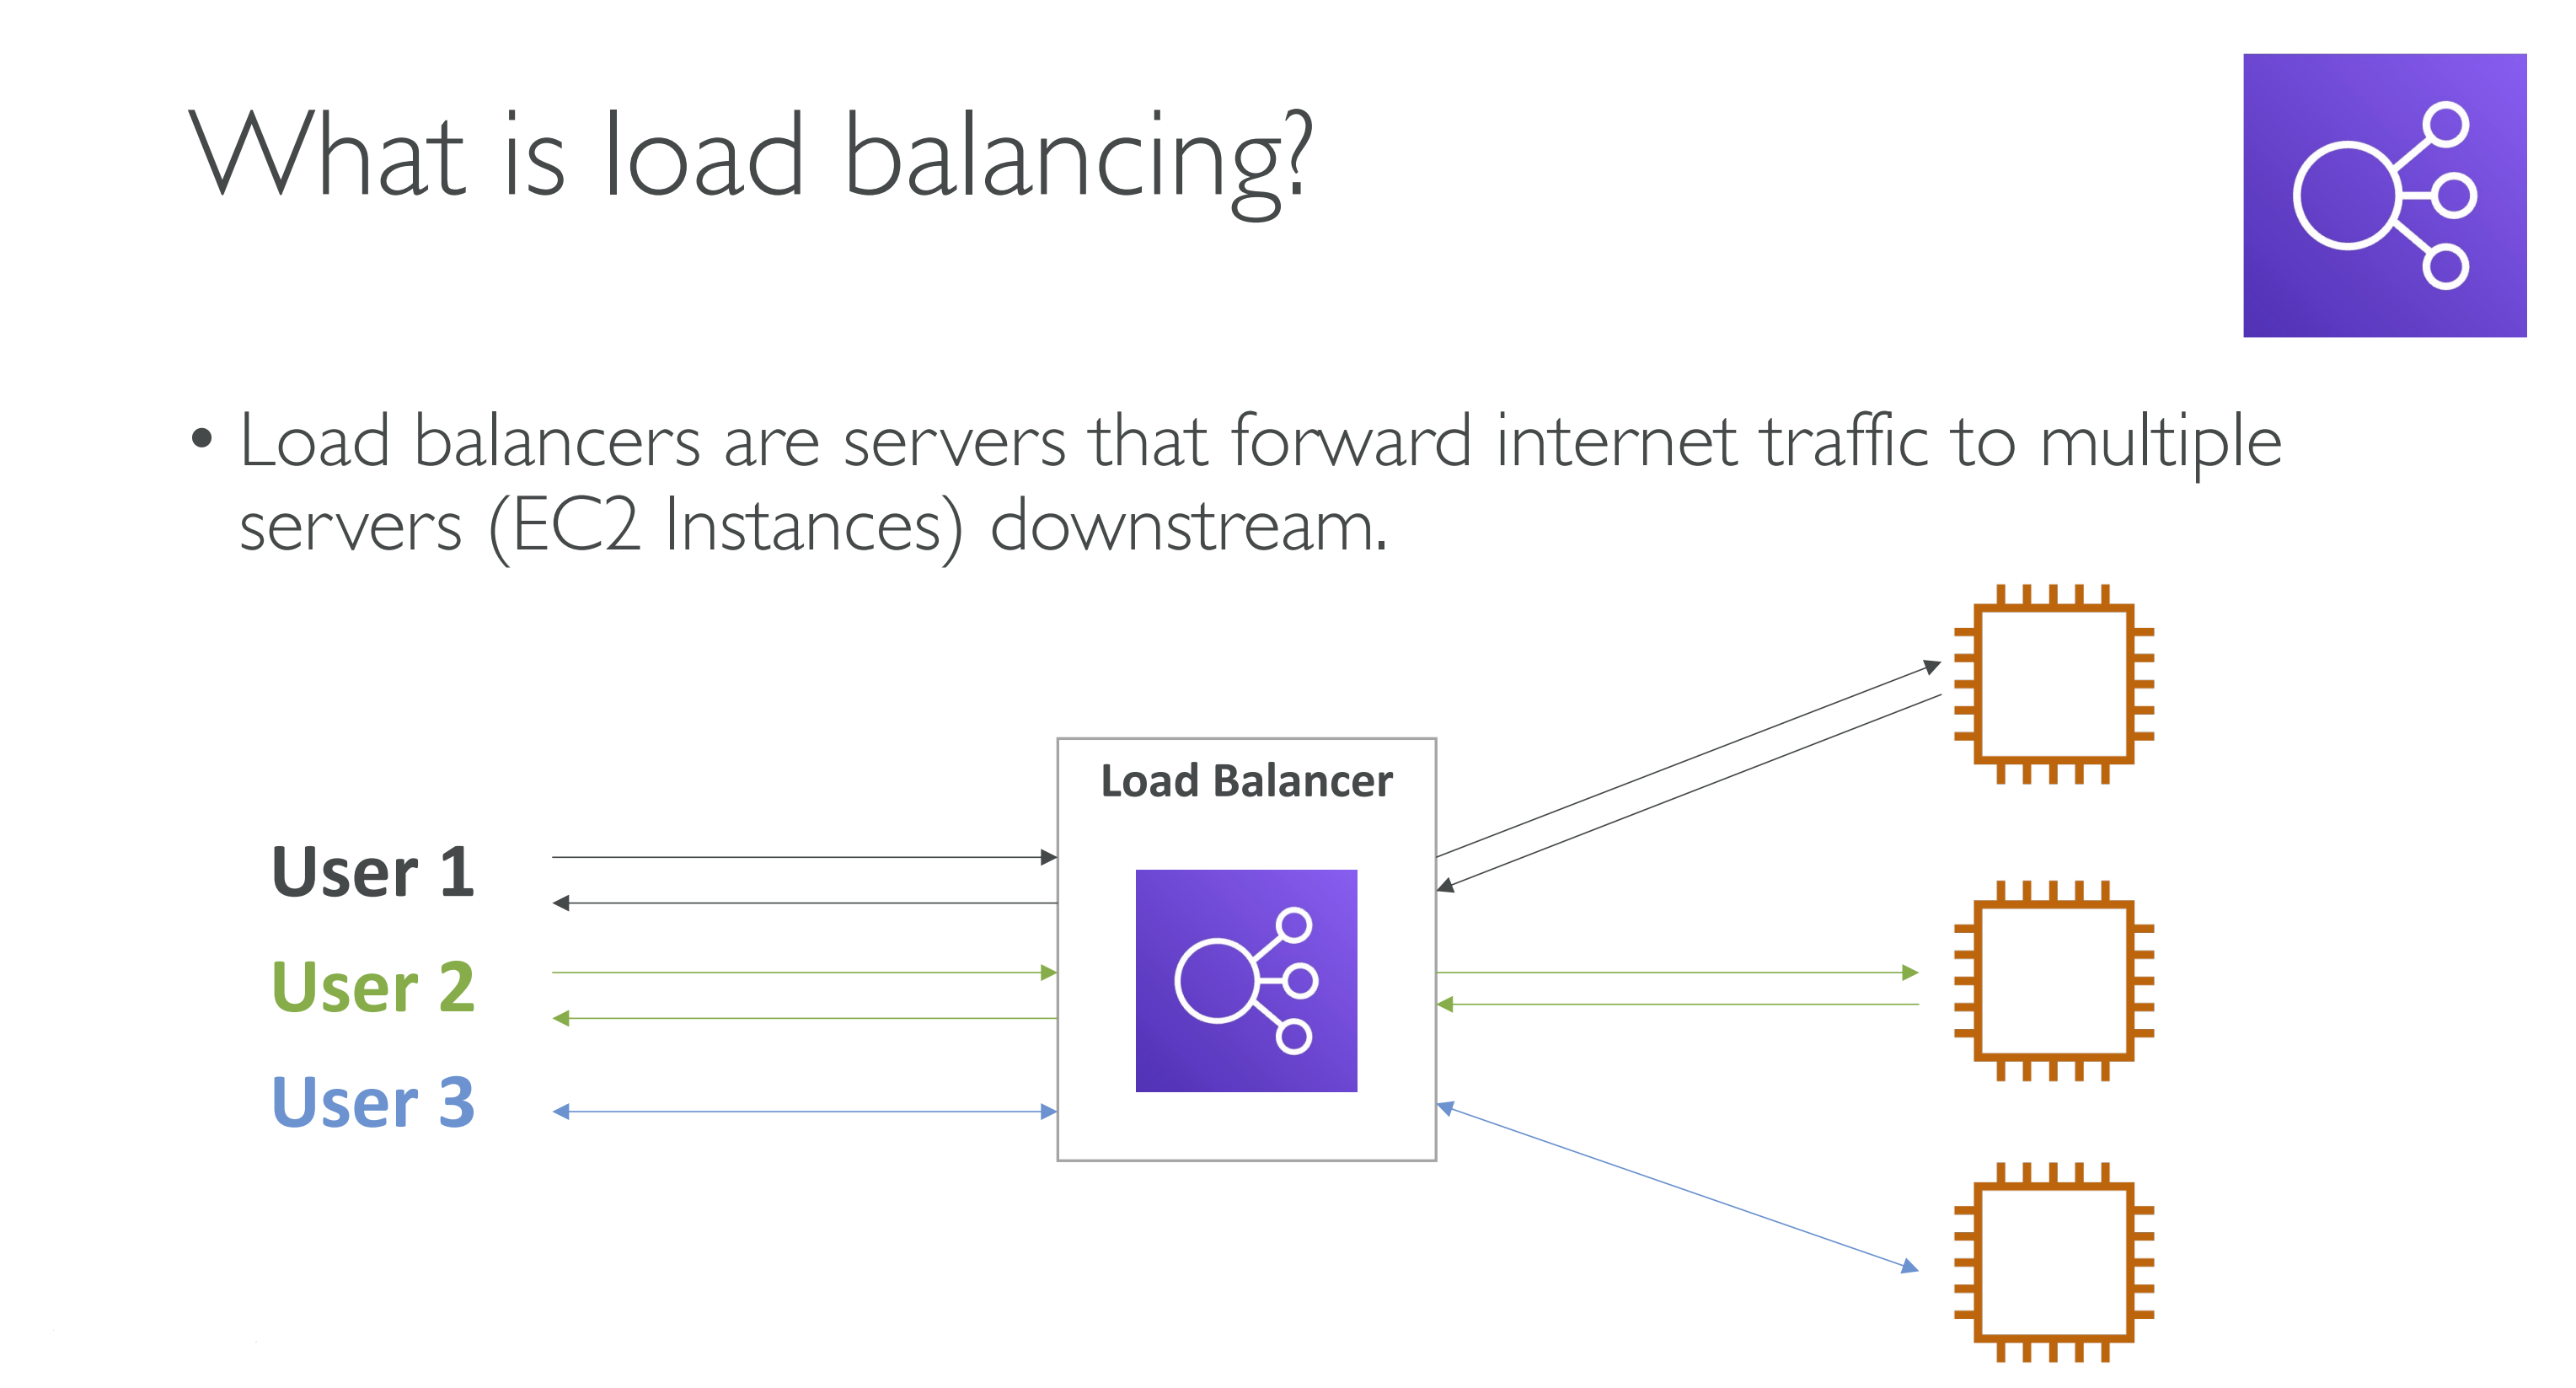 What is load balancing?
• Load balancers are servers that forward internet traffic to multiple
servers (EC2 Instances) downstream.
Load Balancer
User 1
User 2
User 3